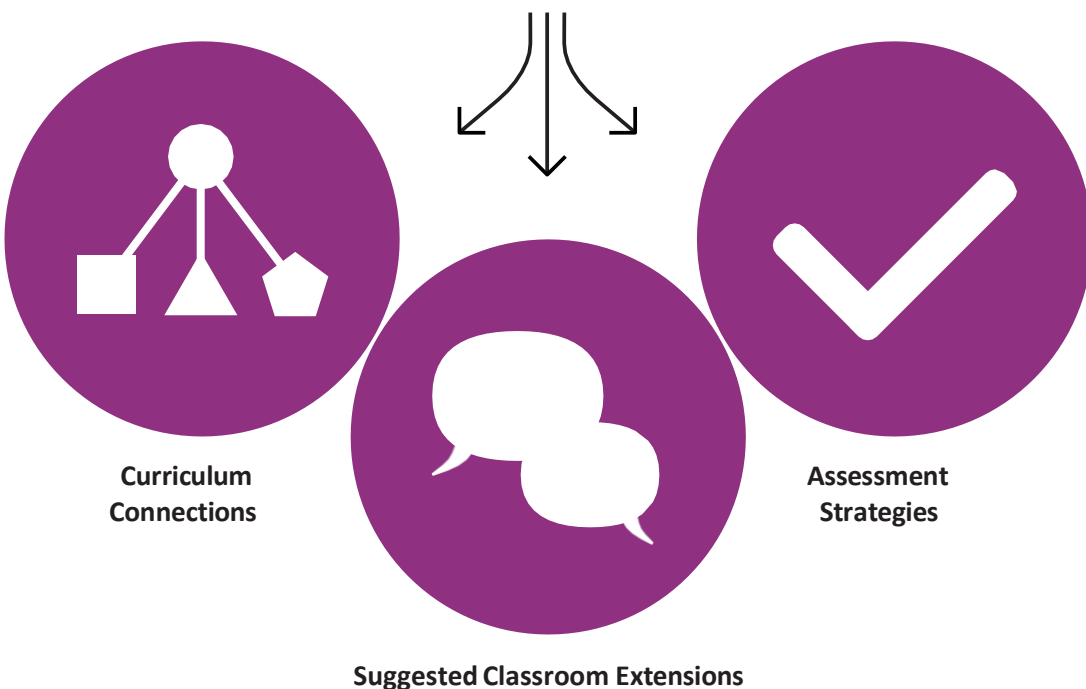 Curriculum
Connections
Assessment
Strategies
Suggested Classroom Extensions